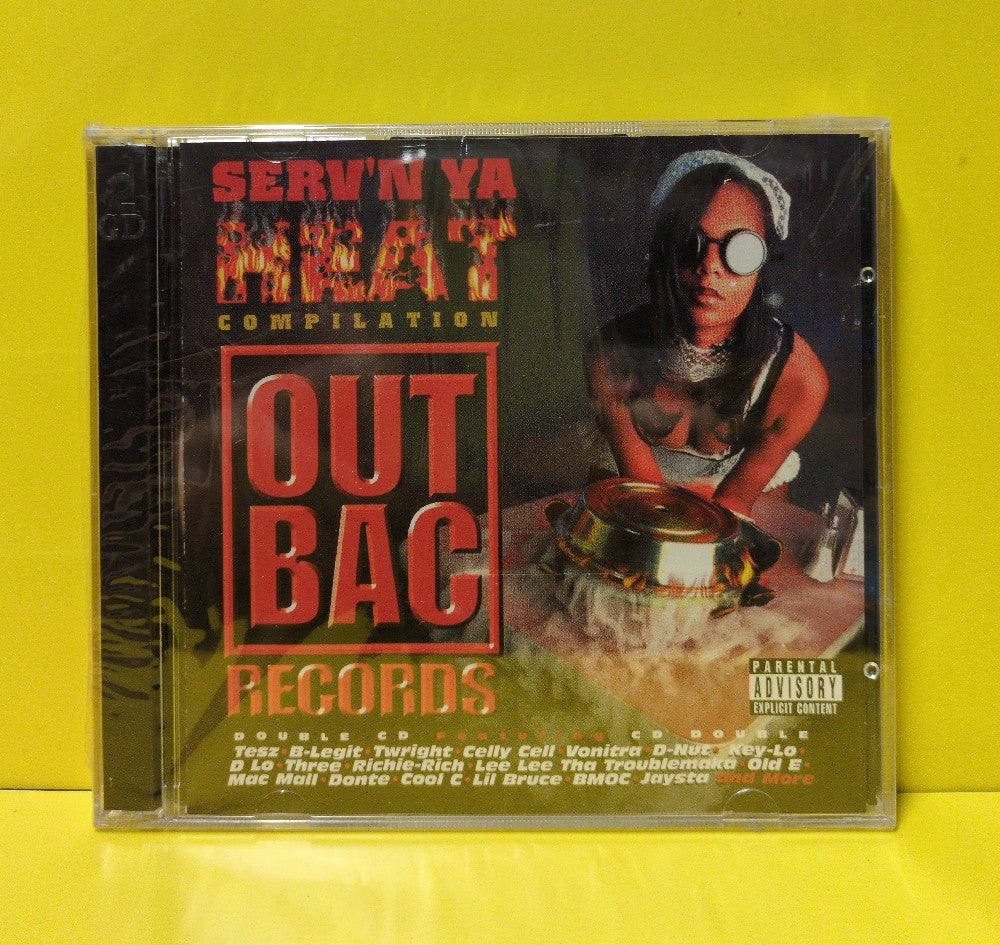 SERV'N YA
HEAT
COMPILATION
OUT
BAC
RECORDS
PARENTAL
ADVISORY
EXPLICIT CONTENT
DOUBLE CD FEATURING CD DOUBLE
Tesz • B-Legit • Twright • Celly Cell • Vonitra • D-Nut • Key-Lo •
D Lo • Three • Richie-Rich • Lee Lee Tha Troublemaka • Old E •
Mac Mall • Donte • Cool C • Lil Bruce • BMOC • Jaysta and More